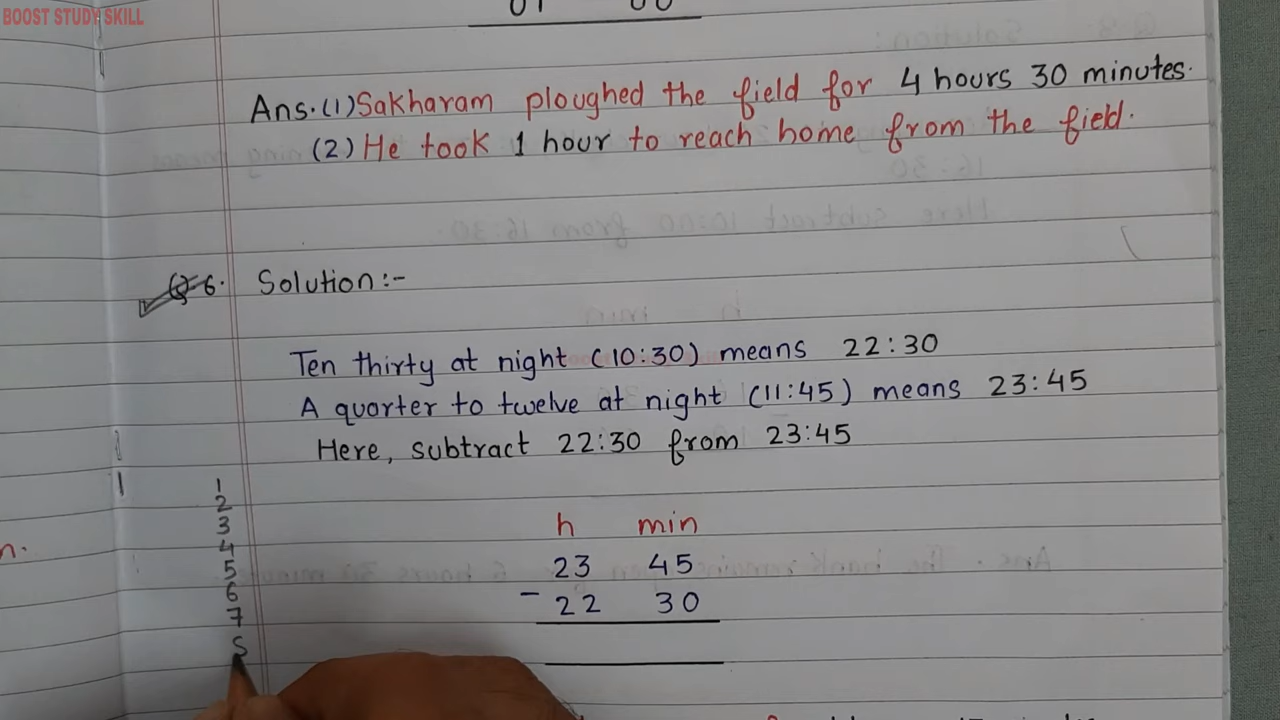 BOOST STUDY SKILL
Ans. (1) Sakharam ploughed the field for 4 hours 30 minutes.
(2) He took 1 hour to reach home from the field.
Q6. Solution:-
Ten thirty at night (10:30) means 22:30
A quarter to twelve at night (11:45) means 23:45
Here, subtract 22:30 from 23:45
1
2
3
4
5
6
7
h min
23 45
- 22 30
n.